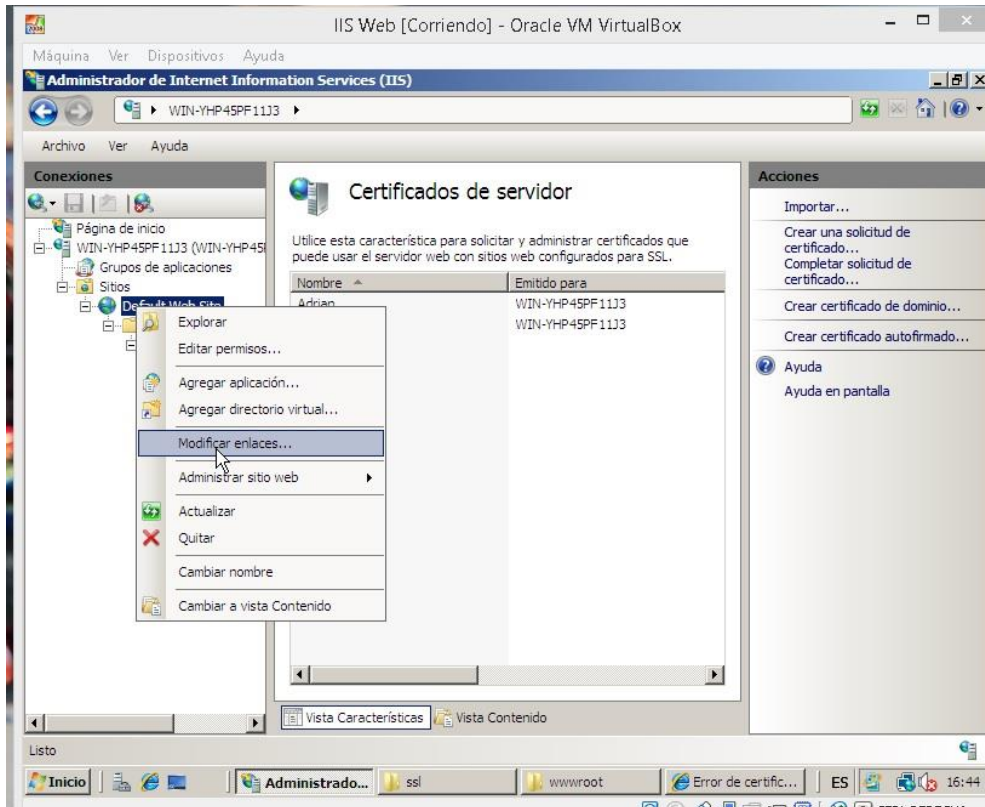 IIS Web [Corriendo] - Oracle VM VirtualBox
Máquina Ver Dispositivos Ayuda
Administrador de Internet Information Services (IIS)
WIN-YHP45PF11J3
Archivo Ver Ayuda
Conexiones
Página de inicio
WIN-YHP45PF11J3 (WIN-YHP45
Grupos de aplicaciones
Sitios
Default Web Site
Explorar
Editar permisos...
Agregar aplicación...
Agregar directorio virtual...
Modificar enlaces...
Administrar sitio web
Actualizar
Quitar
Cambiar nombre
Cambiar a vista Contenido
Certificados de servidor
Utilice esta característica para solicitar y administrar certificados que
puede usar el servidor web con sitios web configurados para SSL.
Nombre Emitido para
Adrian WIN-YHP45PF11J3
WIN-YHP45PF11J3
Vista Características Vista Contenido
Acciones
Importar...
Crear una solicitud de
certificado...
Completar solicitud de
certificado...
Crear certificado de dominio...
Crear certificado autofirmado...
Ayuda
Ayuda en pantalla
Listo
Inicio Administrado... ssl wwwroot Error de certific... ES 16:44